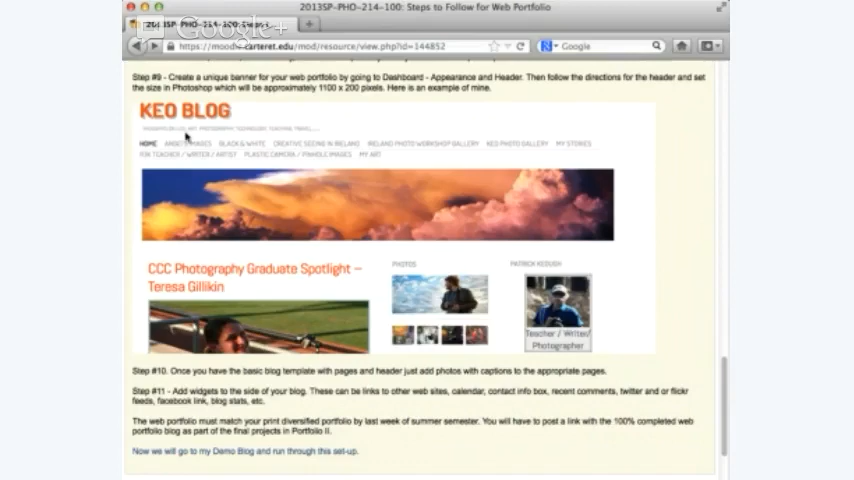 2013SP-PHO-214-100: Steps to Follow for Web Portfolio
Google+
2013SP-PHO-214-100:
carteret.edu/mod/resource/view.php?id=144852
Google
Step #9 - Create a unique banner for your web portfolio by going to Dashboard - Appearance and Header. Then follow the directions for the header and set
the size in Photoshop which will be approximately 1100 x 200 pixels. Here is an example of mine.
KEO BLOG
HOME ANGEL IMAGES BLACK & WHITE CREATIVE SEEING IN IRELAND IRELAND PHOTO WORKSHOP GALLERY KEO PHOTO GALLERY MY STORIES
TEACHER / WRITER / ARTIST PLASTIC CAMERA / PINHOLE IMAGES MY ART
CCC Photography Graduate Spotlight –
Teresa Gillikin
PHOTOS
PATRICK KEOUGH
Teacher / Writer/
Photographer
Step #10. Once you have the basic blog template with pages and header just add photos with captions to the appropriate pages.
Step #11 - Add widgets to the side of your blog. These can be links to other web sites, calendar, contact info box, recent comments, twitter and or flickr
feeds, facebook link, blog stats, etc.
The web portfolio must match your print diversified portfolio by last week of summer semester. You will have to post a link with the 100% completed web
portfolio blog as part of the final projects in Portfolio II.
Now we will go to my Demo Blog and run through this set-up.